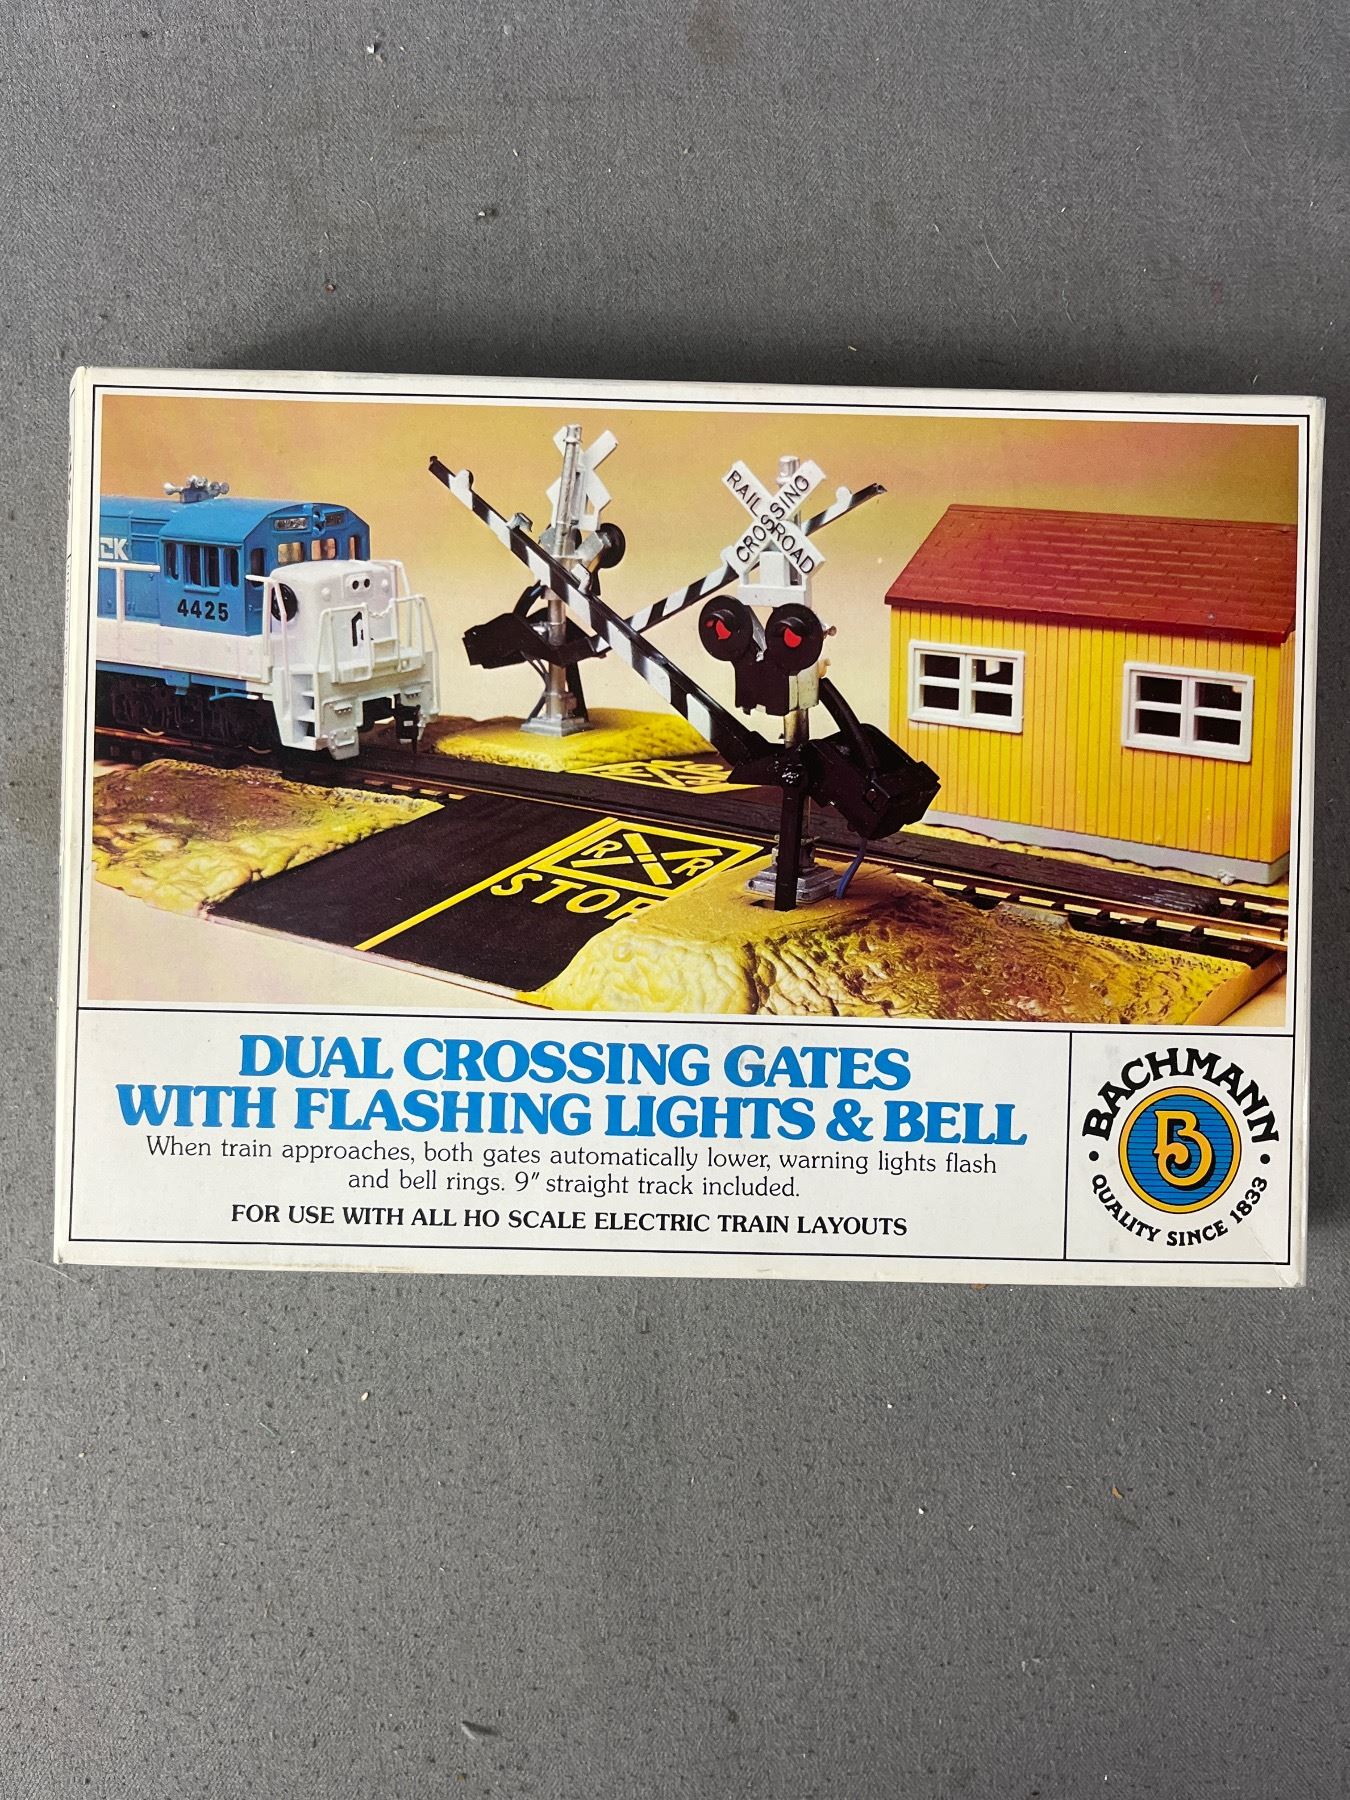 CK
4425
RAILROAD
CROSSING
R R
STOP
DUAL CROSSING GATES
WITH FLASHING LIGHTS & BELL
When train approaches, both gates automatically lower, warning lights flash
and bell rings. 9" straight track included.
FOR USE WITH ALL HO SCALE ELECTRIC TRAIN LAYOUTS
BACHMANN
B
• QUALITY SINCE 1833 •